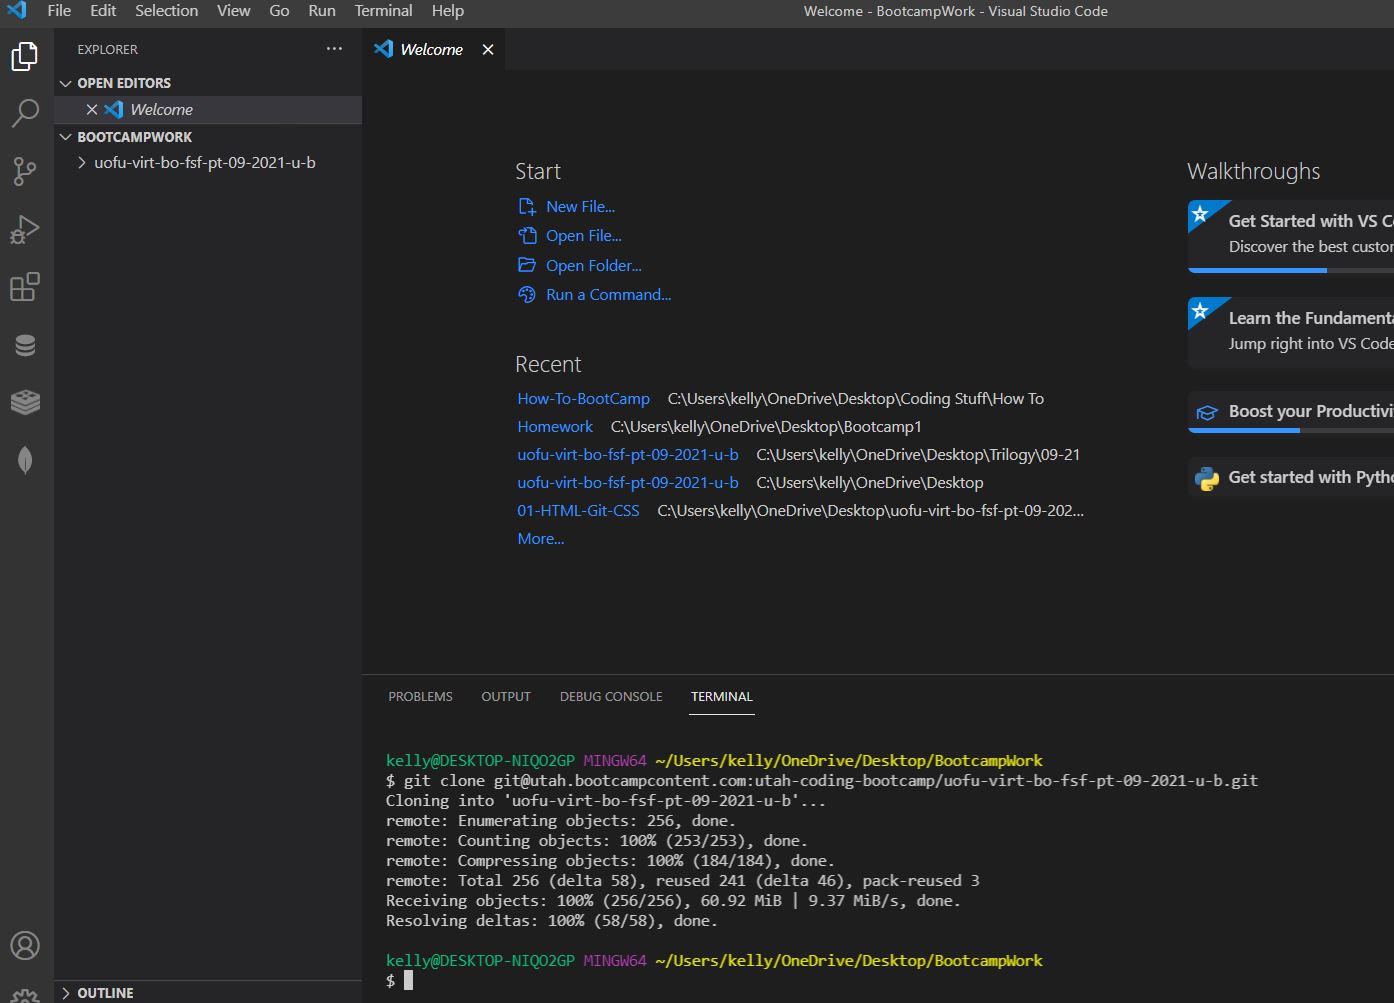 File Edit Selection View Go Run Terminal Help
Welcome - BootcampWork - Visual Studio Code
EXPLORER
OPEN EDITORS
Welcome
BOOTCAMPWORK
uofu-virt-bo-fsf-pt-09-2021-u-b
OUTLINE
Welcome
Start
New File...
Open File...
Open Folder...
Run a Command...
Recent
How-To-BootCamp C:\Users\kelly\OneDrive\Desktop\Coding Stuff\How To
Homework C:\Users\kelly\OneDrive\Desktop\Bootcamp1
uofu-virt-bo-fsf-pt-09-2021-u-b C:\Users\kelly\OneDrive\Desktop\Trilogy\09-21
uofu-virt-bo-fsf-pt-09-2021-u-b C:\Users\kelly\OneDrive\Desktop
01-HTML-Git-CSS C:\Users\kelly\OneDrive\Desktop\uofu-virt-bo-fsf-pt-09-202...
More...
Walkthroughs
Get Started with VS C
Discover the best custor
Learn the Fundamenta
Jump right into VS Code
Boost your Productivi
Get started with Pytho
PROBLEMS OUTPUT DEBUG CONSOLE TERMINAL
kelly@DESKTOP-NIQO2GP MINGW64 ~/Users/kelly/OneDrive/Desktop/BootcampWork
$ git clone git@utah.bootcampcontent.com:utah-coding-bootcamp/uofu-virt-bo-fsf-pt-09-2021-u-b.git
Cloning into 'uofu-virt-bo-fsf-pt-09-2021-u-b'...
remote: Enumerating objects: 256, done.
remote: Counting objects: 100% (253/253), done.
remote: Compressing objects: 100% (184/184), done.
remote: Total 256 (delta 58), reused 241 (delta 46), pack-reused 3
Receiving objects: 100% (256/256), 60.92 MiB | 9.37 MiB/s, done.
Resolving deltas: 100% (58/58), done.
kelly@DESKTOP-NIQO2GP MINGW64 ~/Users/kelly/OneDrive/Desktop/BootcampWork
$